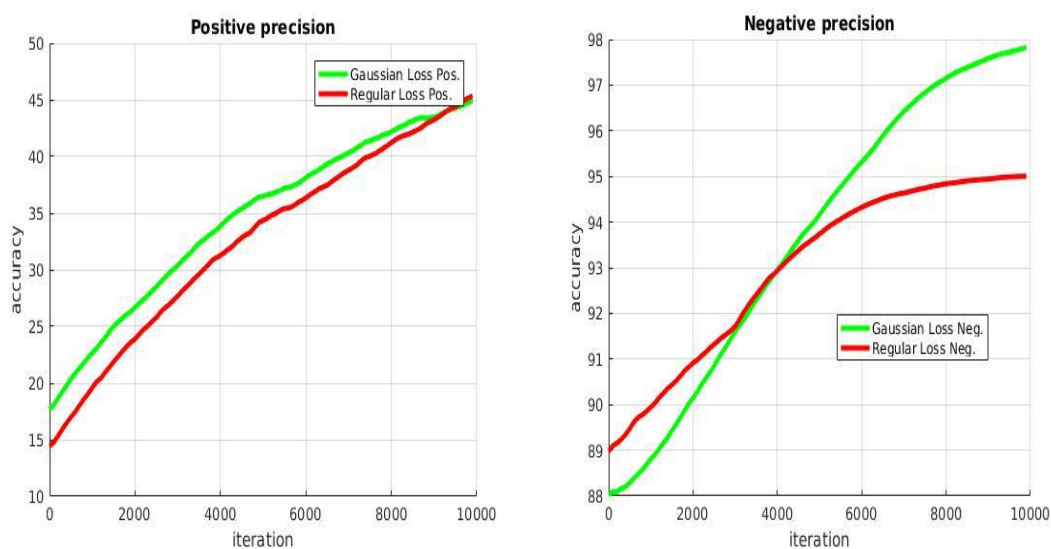 Positive precision
50
45
40
35
30
25
20
15
10
accuracy
Gaussian Loss Pos.
Regular Loss Pos.
0 2000 4000 6000 8000 10000
iteration
Negative precision
98
97
96
95
94
93
92
91
90
89
88
accuracy
Gaussian Loss Neg.
Regular Loss Neg.
0 2000 4000 6000 8000 10000
iteration